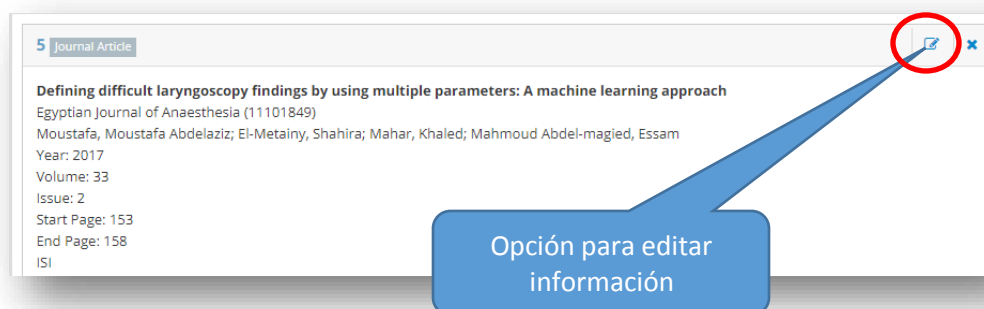 5 Journal Article
Defining difficult laryngoscopy findings by using multiple parameters: A machine learning approach
Egyptian Journal of Anaesthesia (11101849)
Moustafa, Moustafa Abdelaziz; El-Metainy, Shahira; Mahar, Khaled; Mahmoud Abdel-magied, Essam
Year: 2017
Volume: 33
Issue: 2
Start Page: 153
End Page: 158
ISI
Opción para editar
información